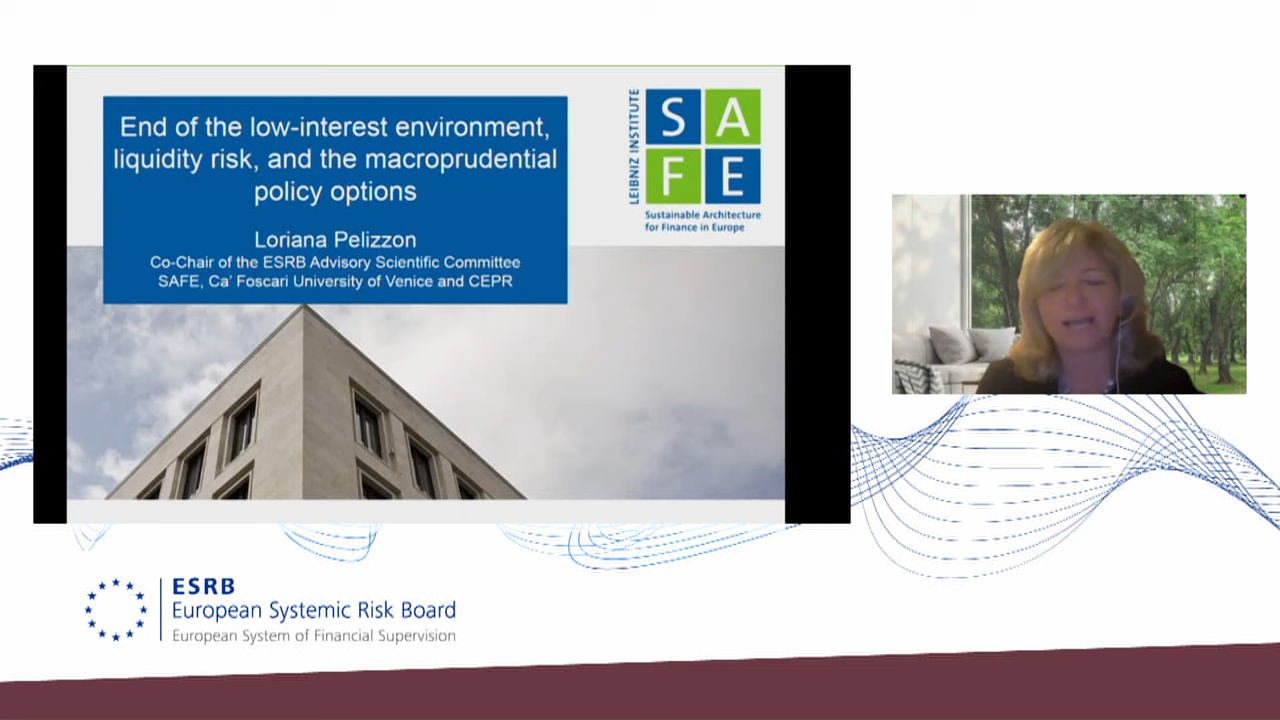 End of the low-interest environment,
liquidity risk, and the macroprudential
policy options
Loriana Pelizzon
Co-Chair of the ESRB Advisory Scientific Committee
SAFE, Ca' Foscari University of Venice and CEPR
LEIBNIZ INSTITUTE
S A
F E
Sustainable Architecture
for Finance in Europe
ESRB
European Systemic Risk Board
European System of Financial Supervision